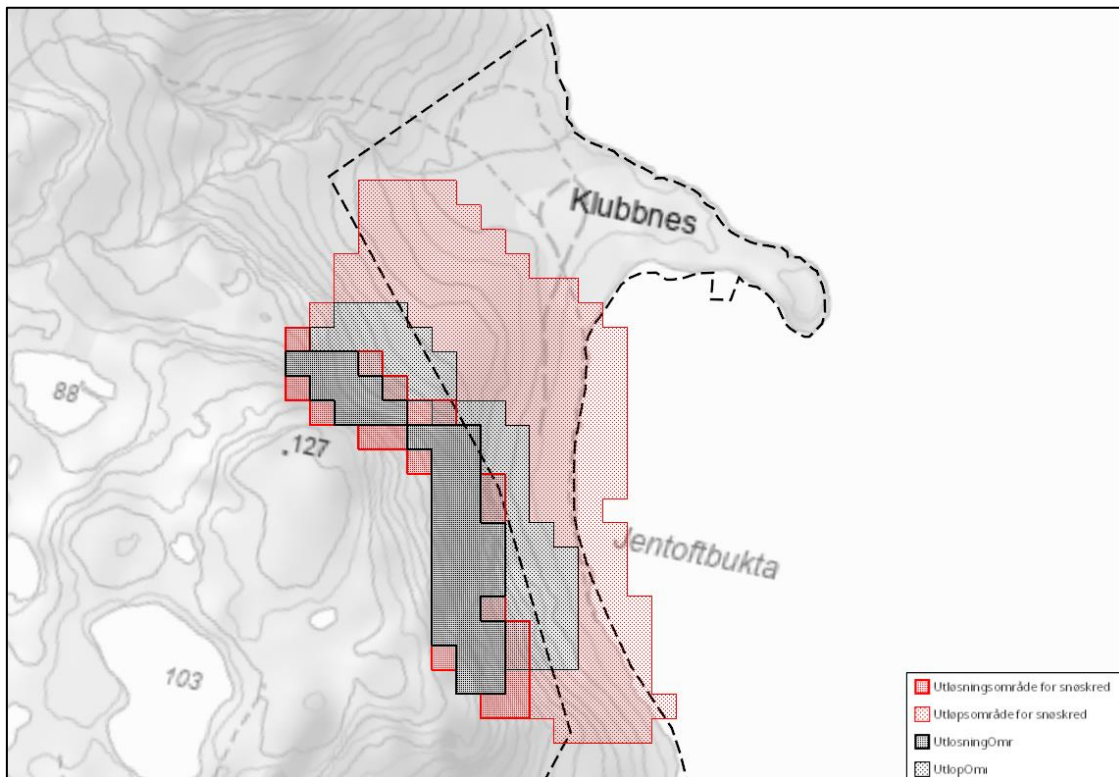 Klubbnes
88
127
Jentoftbukta
103
Utløsningsområde for snøskred
Utløpsområde for snøskred
UtlosningOmr
UtlopOmr